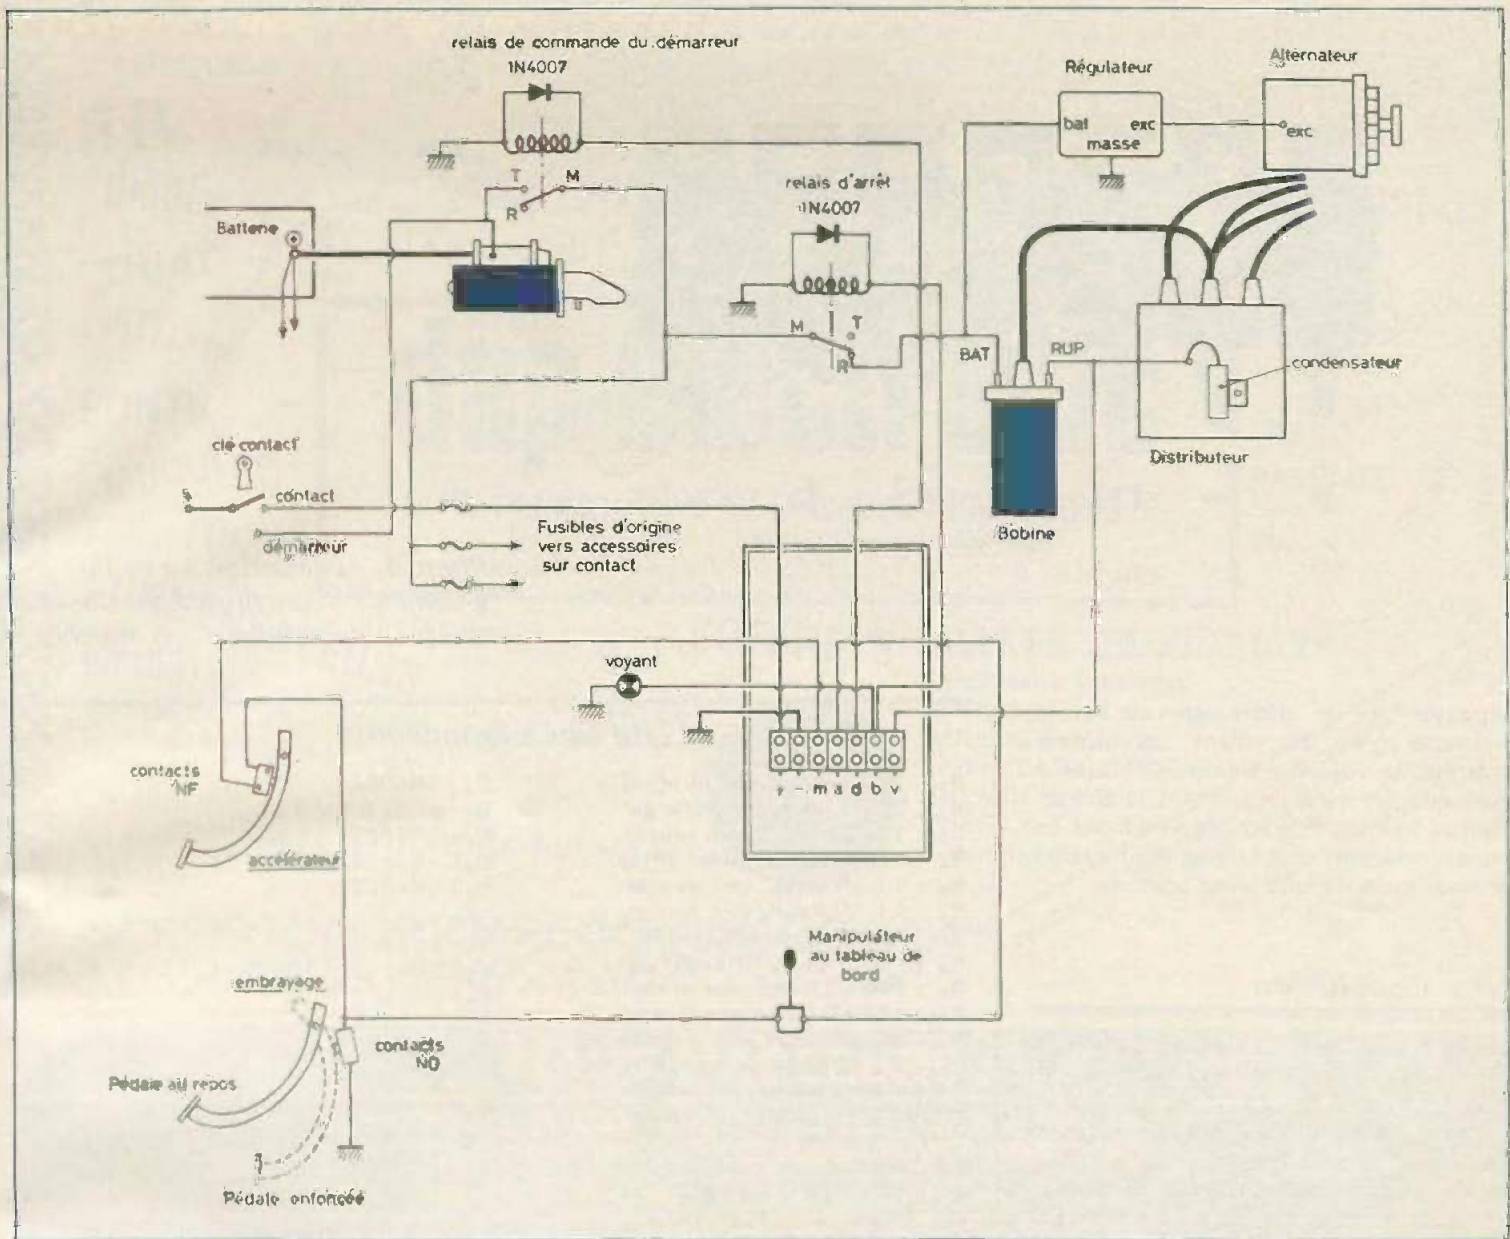 relais de commande du démarreur
1N4007
T
M
R
Batterie
relais d'arrêt
1N4007
M
T
R
Régulateur
bat
exc
masse
Alternateur
exc
BAT
RUP
condensateur
Distributeur
Bobine
clé contact
contact
démarreur
Fusibles d'origine
vers accessoires
sur contact
voyant
+ - m a d b v
contacts
NF
accélérateur
Manipulateur
au tableau de
bord
embrayage
contacts
NO
Pédale au repos
Pédale enfoncée